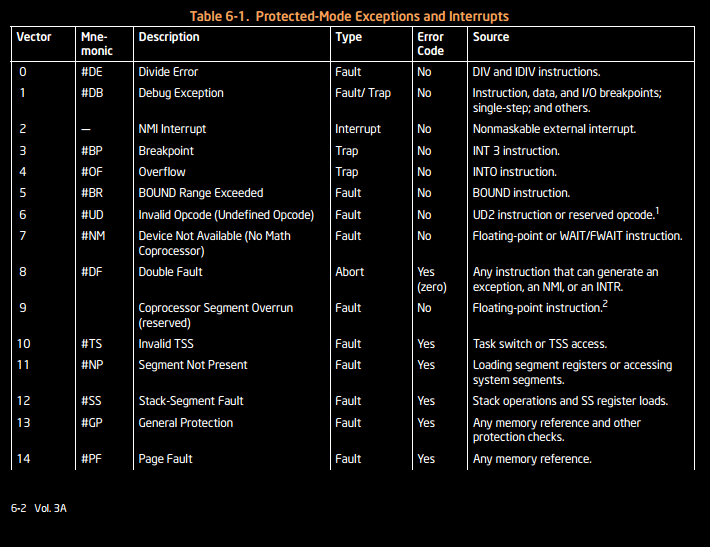 Table 6-1. Protected-Mode Exceptions and Interrupts
Vector Mne-monic Description Type Error Code Source
0 #DE Divide Error Fault No DIV and IDIV instructions.
1 #DB Debug Exception Fault/ Trap No Instruction, data, and I/O breakpoints; single-step; and others.
2 — NMI Interrupt Interrupt No Nonmaskable external interrupt.
3 #BP Breakpoint Trap No INT 3 instruction.
4 #OF Overflow Trap No INTO instruction.
5 #BR BOUND Range Exceeded Fault No BOUND instruction.
6 #UD Invalid Opcode (Undefined Opcode) Fault No UD2 instruction or reserved opcode.1
7 #NM Device Not Available (No Math Coprocessor) Fault No Floating-point or WAIT/FWAIT instruction.
8 #DF Double Fault Abort Yes (zero) Any instruction that can generate an exception, an NMI, or an INTR.
9 Coprocessor Segment Overrun (reserved) Fault No Floating-point instruction.2
10 #TS Invalid TSS Fault Yes Task switch or TSS access.
11 #NP Segment Not Present Fault Yes Loading segment registers or accessing system segments.
12 #SS Stack-Segment Fault Fault Yes Stack operations and SS register loads.
13 #GP General Protection Fault Yes Any memory reference and other protection checks.
14 #PF Page Fault Fault Yes Any memory reference.
6-2 Vol. 3A